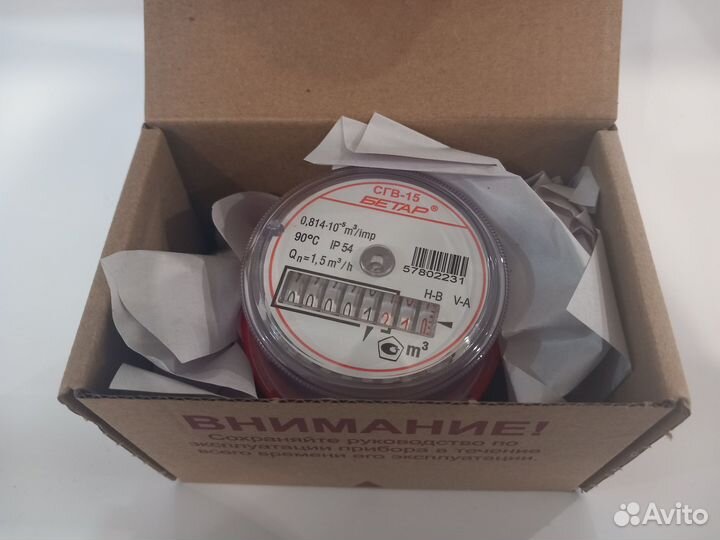 СГВ-15
БЕТАР®
0,814·10⁻⁵m³/imp
90°C IP 54
Qn=1,5 m³/h
57802231
H-B V-A
00001210
m³
ВНИМАНИЕ!
Сохраняйте руководство по
эксплуатации прибора в течение
всего времени его эксплуатации.
Avito